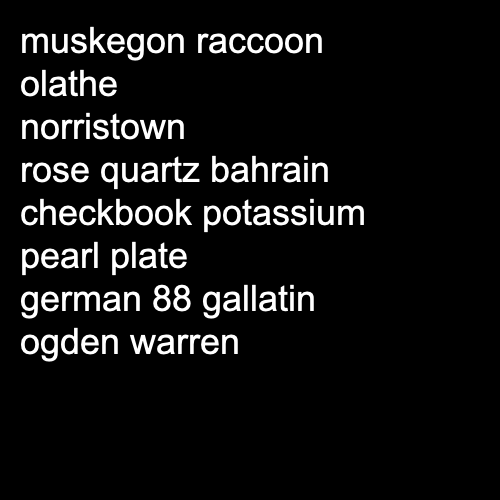 muskegon raccoon
olathe
norristown
rose quartz bahrain
checkbook potassium
pearl plate
german 88 gallatin
ogden warren